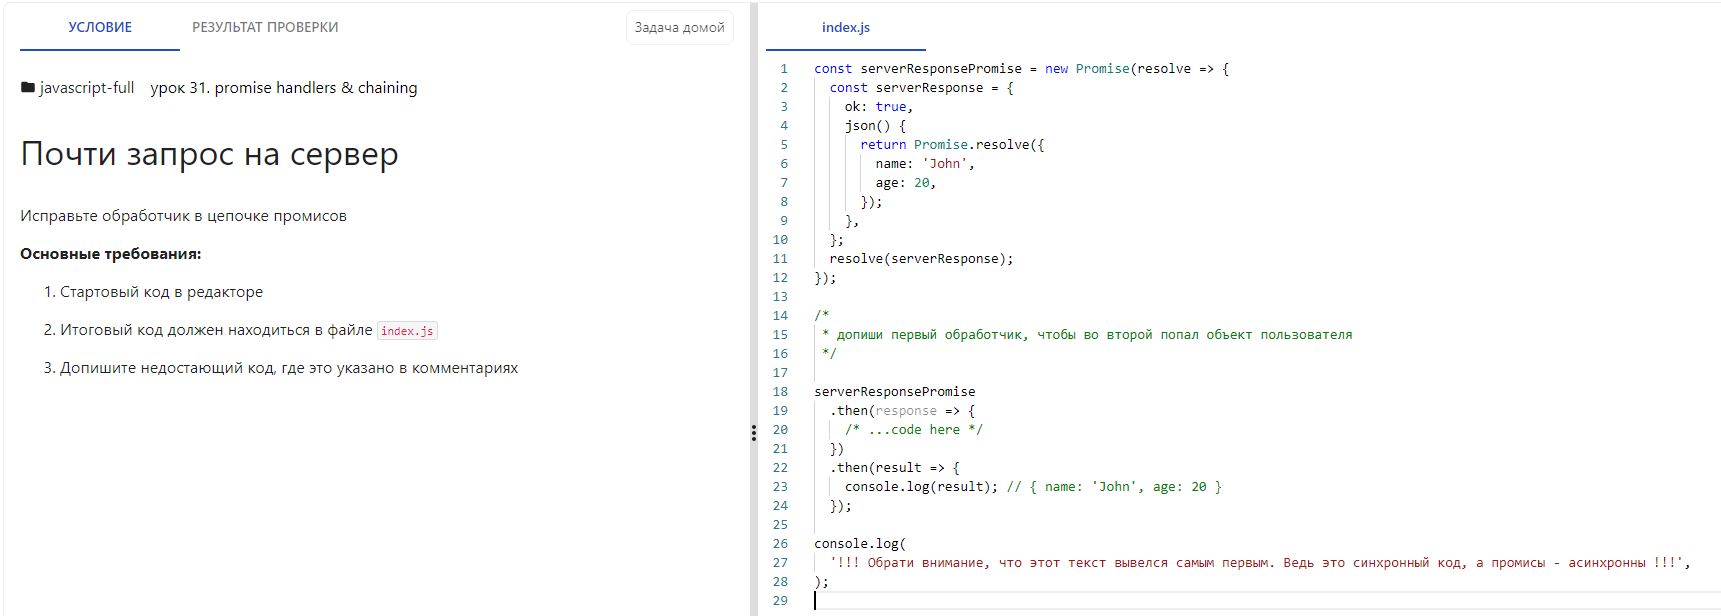 УСЛОВИЕ
РЕЗУЛЬТАТ ПРОВЕРКИ
Задача домой
javascript-full урок 31. promise handlers & chaining
Почти запрос на сервер
Исправьте обработчик в цепочке промисов
Основные требования:
1. Стартовый код в редакторе
2. Итоговый код должен находиться в файле index.js
3. Допишите недостающий код, где это указано в комментариях
index.js
1 const serverResponsePromise = new Promise(resolve => {
2   const serverResponse = {
3     ok: true,
4     json() {
5       return Promise.resolve({
6         name: 'John',
7         age: 20,
8       });
9     },
10   };
11   resolve(serverResponse);
12 });
13
14 /*
15  * допиши первый обработчик, чтобы во второй попал объект пользователя
16  */
17
18 serverResponsePromise
19   .then(response => {
20     /* ...code here */
21   })
22   .then(result => {
23     console.log(result); // { name: 'John', age: 20 }
24   });
25
26 console.log(
27   '!!! Обрати внимание, что этот текст вывелся самым первым. Ведь это синхронный код, а промисы - асинхронны !!!',
28 );
29